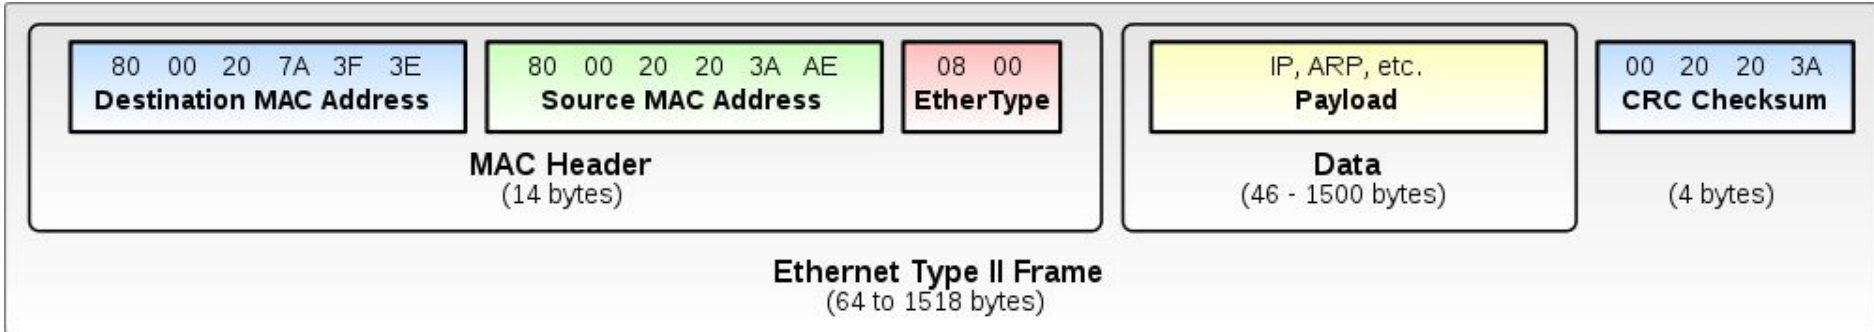 80 00 20 7A 3F 3E
Destination MAC Address
80 00 20 20 3A AE
Source MAC Address
08 00
EtherType
MAC Header
(14 bytes)
IP, ARP, etc.
Payload
Data
(46 - 1500 bytes)
00 20 20 3A
CRC Checksum
(4 bytes)
Ethernet Type II Frame
(64 to 1518 bytes)